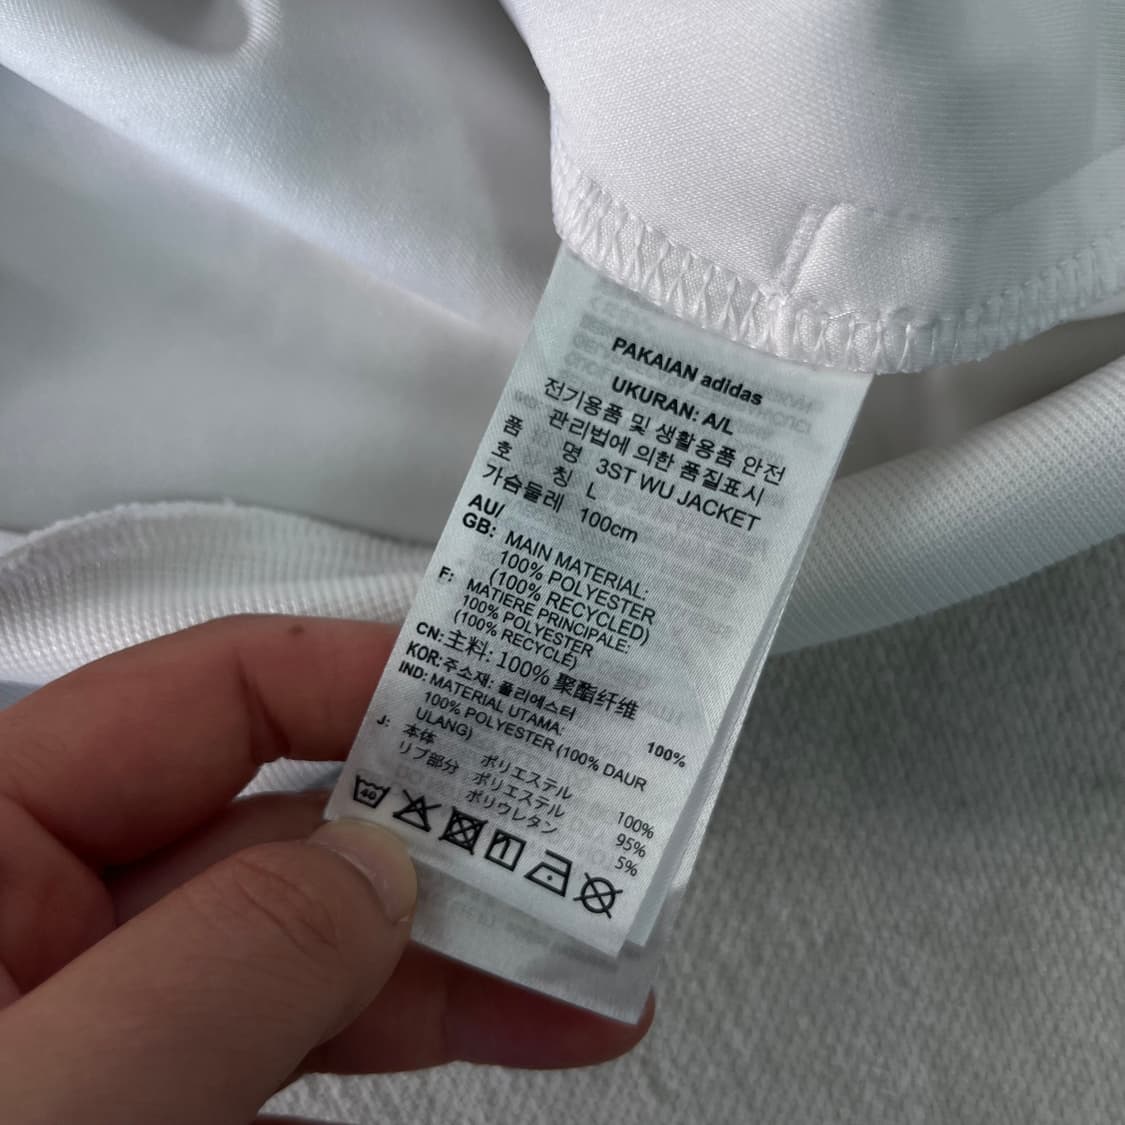 PAKAIAN adidas
UKURAN: A/L
전기용품 및 생활용품 안전
관리법에 의한 품질표시
품 명 3ST WU JACKET
호 칭 L
가슴둘레 100cm
AU/
GB: MAIN MATERIAL:
100% POLYESTER
(100% RECYCLED)
F: MATIERE PRINCIPALE:
100% POLYESTER
(100% RECYCLÉ)
CN: 主料: 100% 聚酯纤维
KOR: 주소재: 폴리에스터 100%
IND: MATERIAL UTAMA:
100% POLYESTER (100% DAUR
ULANG)
J: 本体 ポリエステル 100%
リブ部分 ポリエステル 95%
ポリウレタン 5%
40